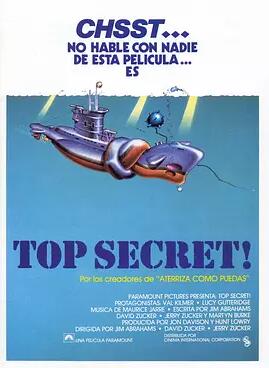 CHSST...
NO HABLE CON NADIE
DE ESTA PELICULA...
ES
TOP SECRET!
Por los creadores de "ATERRIZA COMO PUEDAS"
PARAMOUNT PICTURES PRESENTA: TOP SECRET!
PROTAGONISTAS: VAL KILMER • LUCY GUTTERIDGE
MUSICA DE MAURICE JARRE • ESCRITA POR JIM ABRAHAMS
DAVID ZUCKER • JERRY ZUCKER Y MARTYN BURKE
PRODUCIDA POR JON DAVISON Y HUNT LOWRY
DIRIGIDA POR JIM ABRAHAMS • DAVID ZUCKER • JERRY ZUCKER
UNA PELICULA PARAMOUNT
DISTRIBUIDA POR
CINEMA INTERNATIONAL CORPORATION